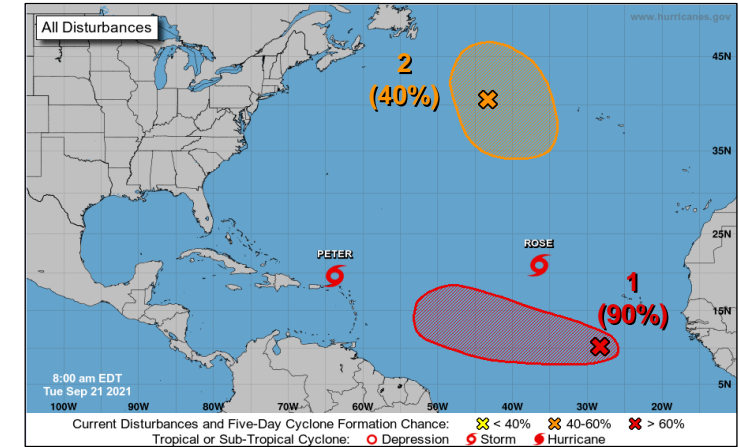 All Disturbances
www.hurricanes.gov
2
(40%)
45N
35N
25N
PETER
ROSE
1
(90%)
15N
5N
8:00 am EDT
Tue Sep 21 2021
100W 90W 80W 70W 60W 50W 40W 30W 20W
Current Disturbances and Five-Day Cyclone Formation Chance: < 40% 40-60% > 60%
Tropical or Sub-Tropical Cyclone: Depression Storm Hurricane